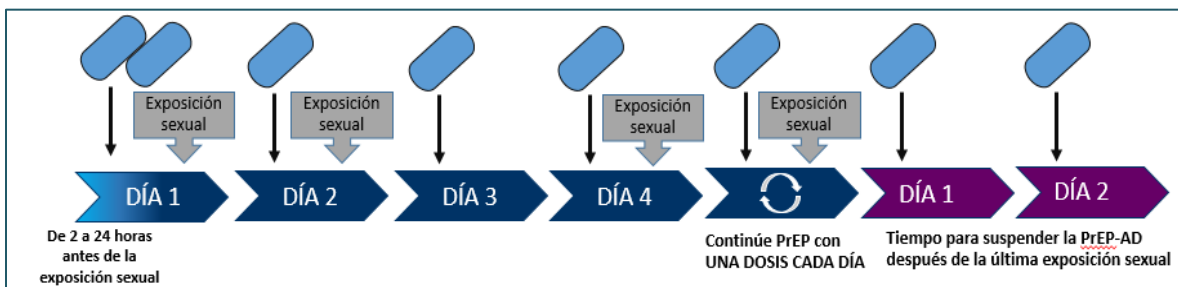 Exposición
sexual
Exposición
sexual
Exposición
sexual
Exposición
sexual
DÍA 1
DÍA 2
DÍA 3
DÍA 4
DÍA 1
DÍA 2
De 2 a 24 horas
antes de la
exposición sexual
Continúe PrEP con
UNA DOSIS CADA DÍA
Tiempo para suspender la PrEP-AD
después de la última exposición sexual